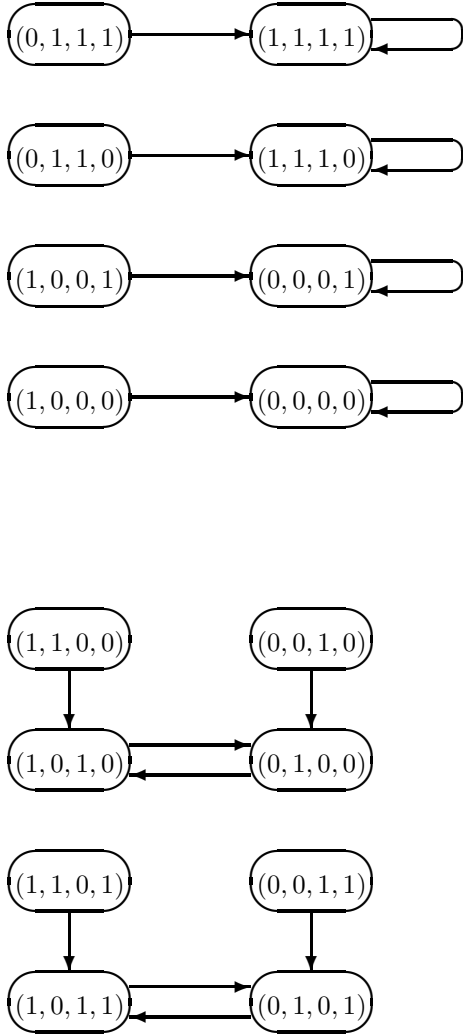 (0, 1, 1, 1) (1, 1, 1, 1)
(0, 1, 1, 0) (1, 1, 1, 0)
(1, 0, 0, 1) (0, 0, 0, 1)
(1, 0, 0, 0) (0, 0, 0, 0)
(1, 1, 0, 0) (0, 0, 1, 0)
(1, 0, 1, 0) (0, 1, 0, 0)
(1, 1, 0, 1) (0, 0, 1, 1)
(1, 0, 1, 1) (0, 1, 0, 1)